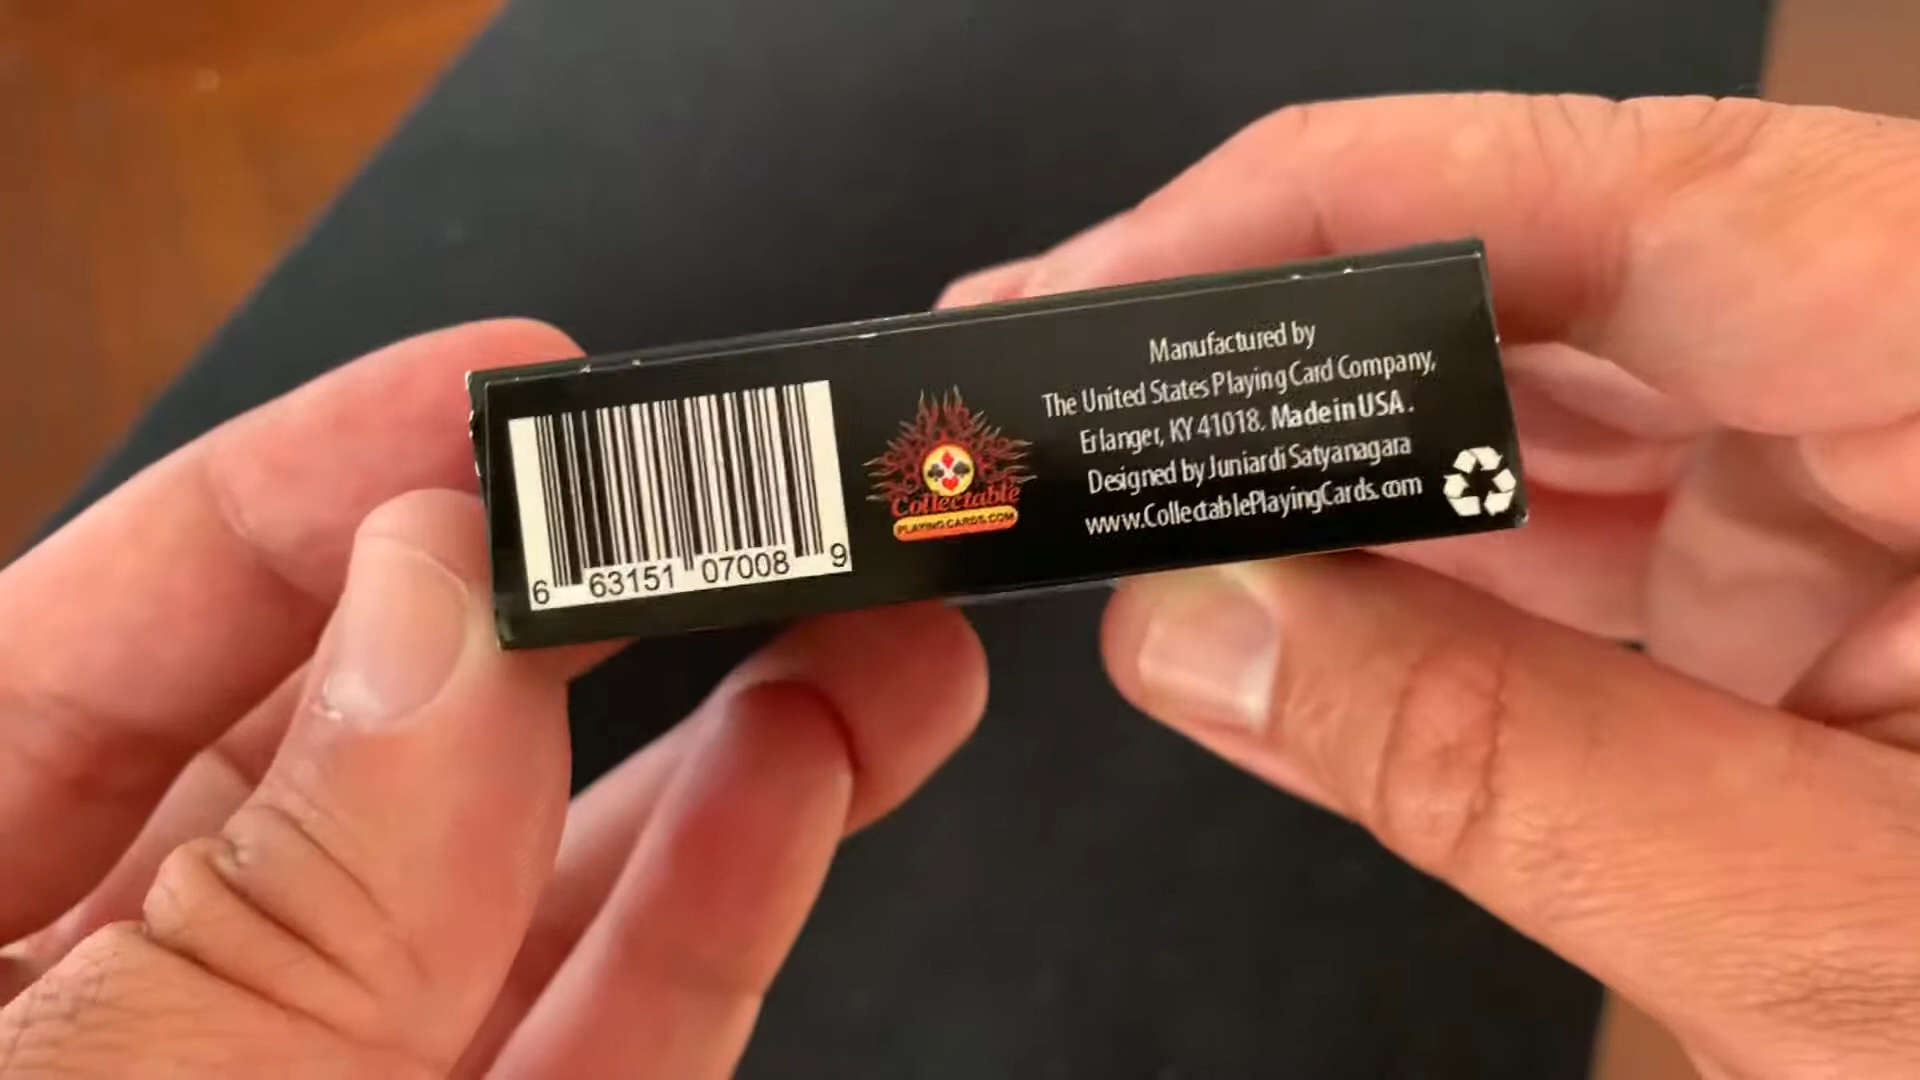 6 63151 07008 9
Collectable
PLAYING CARDS.COM
Manufactured by
The United States Playing Card Company,
Erlanger, KY 41018. Made in USA.
Designed by Juniardi Satyanagara
www.CollectablePlayingCards.com